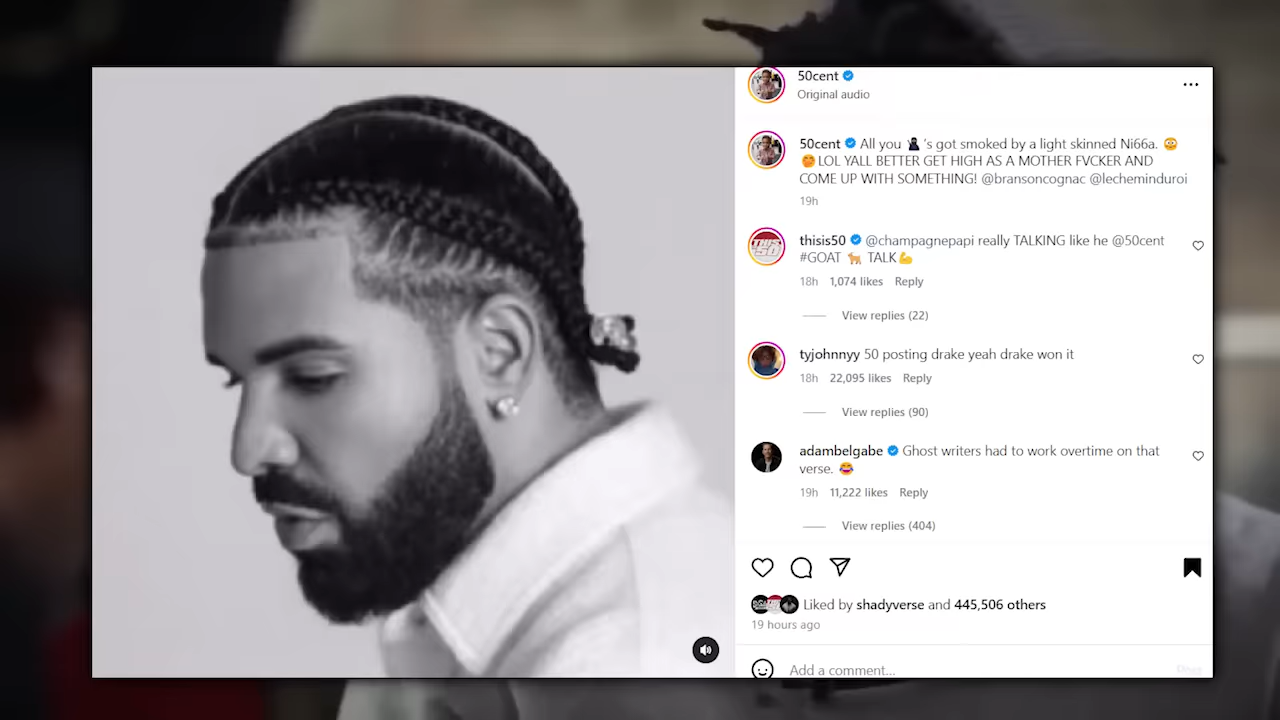 50cent
Original audio
50cent All you 🥷🏿's got smoked by a light skinned Ni66a. 😳
🤭LOL YALL BETTER GET HIGH AS A MOTHER FVCKER AND
COME UP WITH SOMETHING! @bransoncognac @lecheminduroi
19h
thisis50 @champagnepapi really TALKING like he @50cent
#GOAT 🐐 TALK💪
18h 1,074 likes Reply
View replies (22)
tyjohnnyy 50 posting drake yeah drake won it
18h 22,095 likes Reply
View replies (90)
adambelgabe Ghost writers had to work overtime on that
verse. 😂
19h 11,222 likes Reply
View replies (404)
Liked by shadyverse and 445,506 others
19 hours ago
Add a comment...
Post